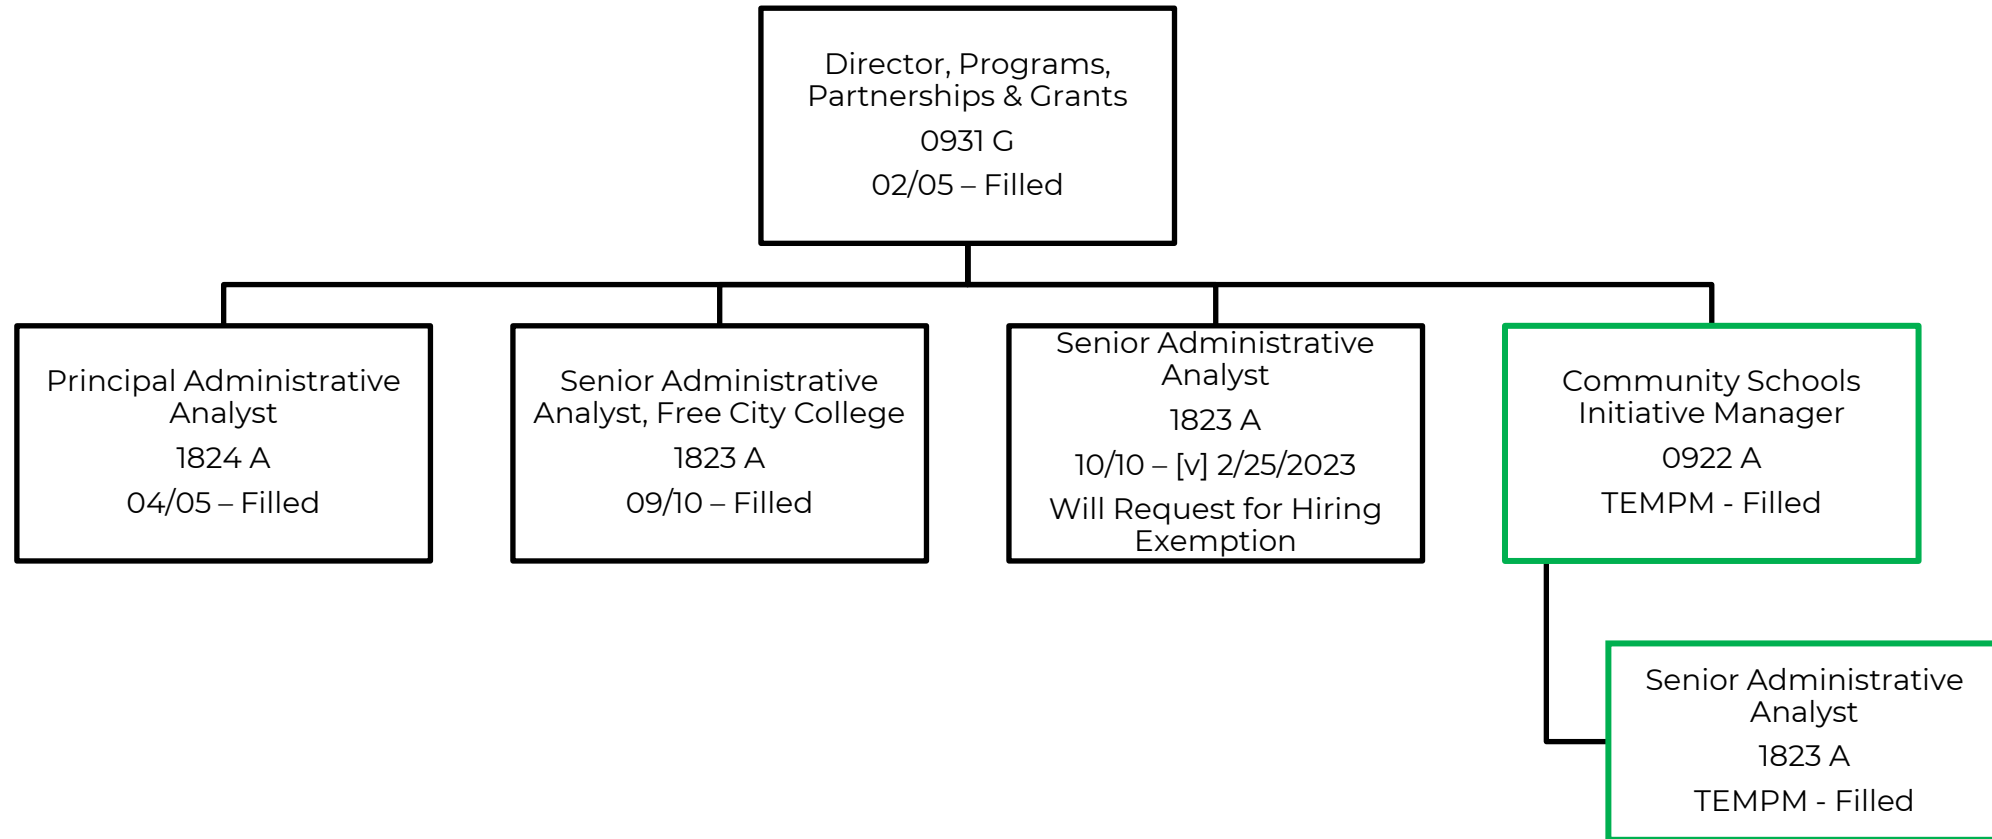 Director, Programs,
Partnerships & Grants
0931 G
02/05 – Filled
Principal Administrative
Analyst
1824 A
04/05 – Filled
Senior Administrative
Analyst, Free City College
1823 A
09/10 – Filled
Senior Administrative
Analyst
1823 A
10/10 – [v] 2/25/2023
Will Request for Hiring
Exemption
Community Schools
Initiative Manager
0922 A
TEMPM - Filled
Senior Administrative
Analyst
1823 A
TEMPM - Filled